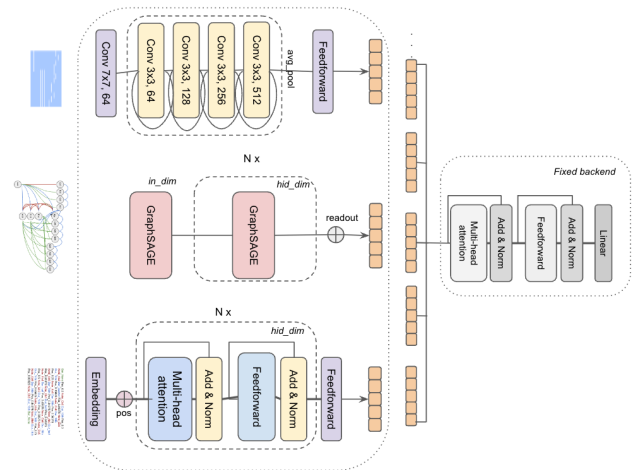 Conv 7x7, 64
Conv 3x3, 64
Conv 3x3, 128
Conv 3x3, 256
Conv 3x3, 512
avg_pool
Feedforward
. . .
N x
in_dim
GraphSAGE
hid_dim
GraphSAGE
readout
N x
hid_dim
Embedding
pos
Multi-head
attention
Add & Norm
Feedforward
Add & Norm
Feedforward
Fixed backend
Multi-head
attention
Add & Norm
Feedforward
Add & Norm
Linear